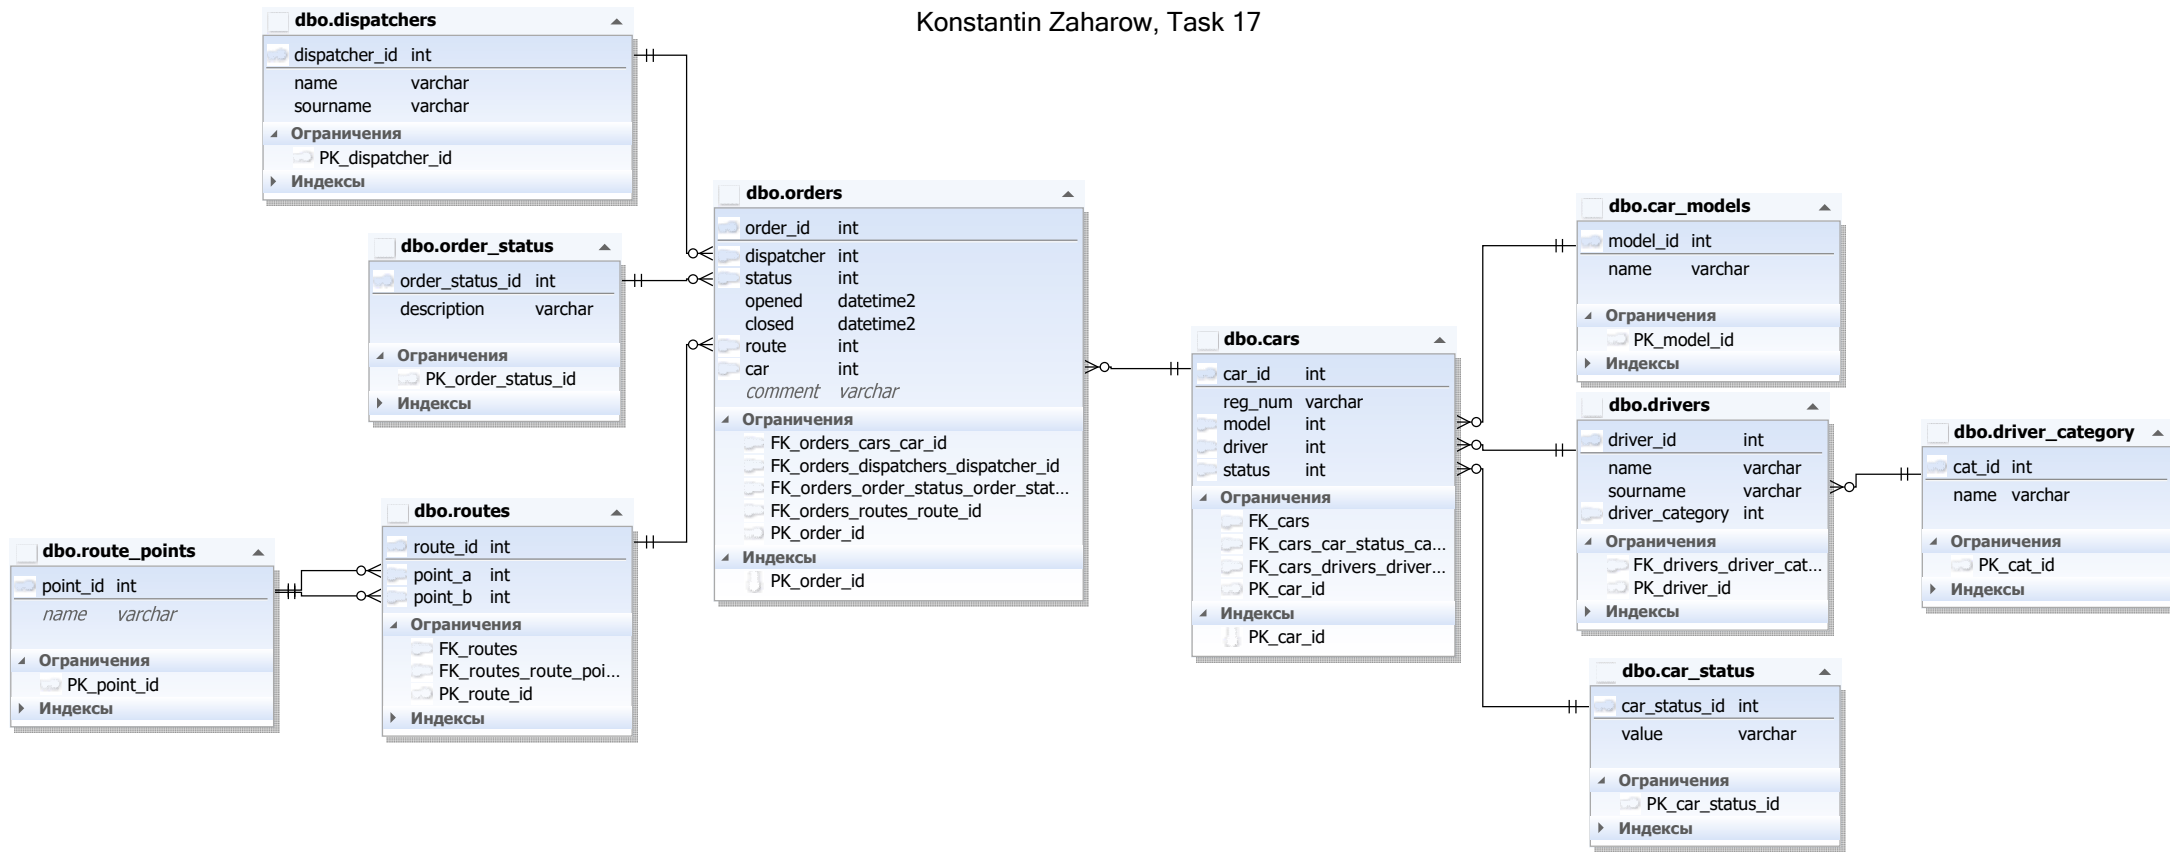 Konstantin Zaharow, Task 17
dbo.dispatchers
dispatcher_id int
name varchar
sourname varchar
Ограничения
PK_dispatcher_id
Индексы
dbo.order_status
order_status_id int
description varchar
Ограничения
PK_order_status_id
Индексы
dbo.route_points
point_id int
name varchar
Ограничения
PK_point_id
Индексы
dbo.routes
route_id int
point_a int
point_b int
Ограничения
FK_routes
FK_routes_route_poi...
PK_route_id
Индексы
dbo.orders
order_id int
dispatcher int
status int
opened datetime2
closed datetime2
route int
car int
comment varchar
Ограничения
FK_orders_cars_car_id
FK_orders_dispatchers_dispatcher_id
FK_orders_order_status_order_stat...
FK_orders_routes_route_id
PK_order_id
Индексы
PK_order_id
dbo.cars
car_id int
reg_num varchar
model int
driver int
status int
Ограничения
FK_cars
FK_cars_car_status_ca...
FK_cars_drivers_driver...
PK_car_id
Индексы
PK_car_id
dbo.car_models
model_id int
name varchar
Ограничения
PK_model_id
Индексы
dbo.drivers
driver_id int
name varchar
sourname varchar
driver_category int
Ограничения
FK_drivers_driver_cat...
PK_driver_id
Индексы
dbo.driver_category
cat_id int
name varchar
Ограничения
PK_cat_id
Индексы
dbo.car_status
car_status_id int
value varchar
Ограничения
PK_car_status_id
Индексы